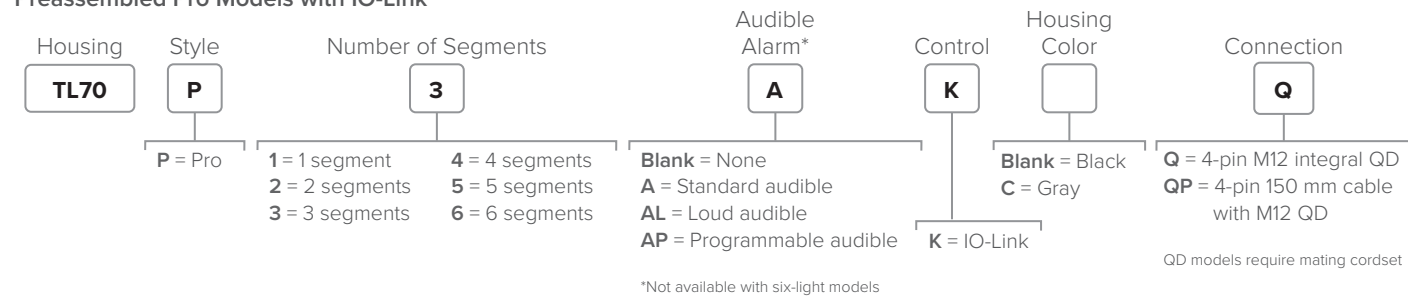 Preassembled Pro Models with IO-Link
Housing
TL70
Style
P
P = Pro
Number of Segments
3
1 = 1 segment
2 = 2 segments
3 = 3 segments
4 = 4 segments
5 = 5 segments
6 = 6 segments
Audible
Alarm*
A
Blank = None
A = Standard audible
AL = Loud audible
AP = Programmable audible
*Not available with six-light models
Control
K
K = IO-Link
Housing
Color
Blank = Black
C = Gray
Connection
Q
Q = 4-pin M12 integral QD
QP = 4-pin 150 mm cable
with M12 QD
QD models require mating cordset